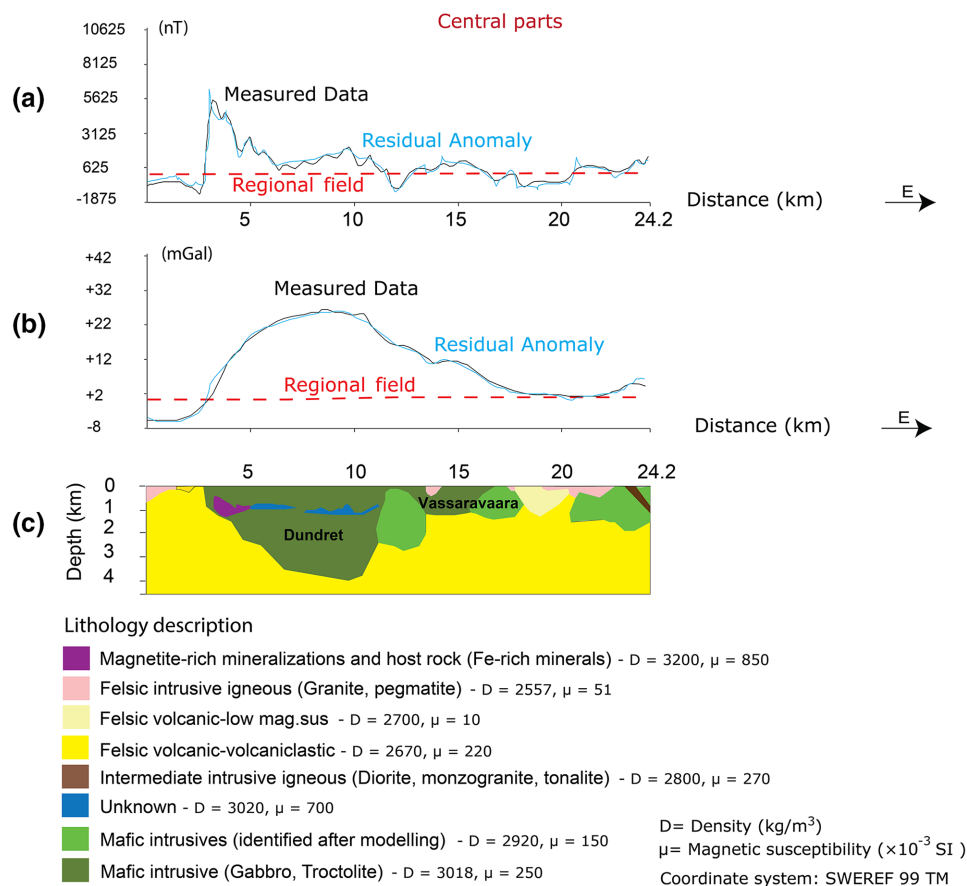 Central parts
(nT)
10625
8125
5625
3125
625
-1875
(a)
Measured Data
Residual Anomaly
Regional field
5
10
15
20
24.2
Distance (km)
E
(mGal)
+42
+32
+22
+12
+2
-8
(b)
Measured Data
Residual Anomaly
Regional field
Distance (km)
E
5
10
15
20
24.2
(c)
Depth (km)
0
1
2
3
4
Vassaravaara
Dundret
Lithology description
Magnetite-rich mineralizations and host rock (Fe-rich minerals) - D = 3200, μ = 850
Felsic intrusive igneous (Granite, pegmatite) - D = 2557, μ = 51
Felsic volcanic-low mag.sus - D = 2700, μ = 10
Felsic volcanic-volcaniclastic - D = 2670, μ = 220
Intermediate intrusive igneous (Diorite, monzogranite, tonalite) - D = 2800, μ = 270
Unknown - D = 3020, μ = 700
Mafic intrusives (identified after modelling) - D = 2920, μ = 150
Mafic intrusive (Gabbro, Troctolite) - D = 3018, μ = 250
D= Density (kg/m³)
μ= Magnetic susceptibility (×10⁻³ SI )
Coordinate system: SWEREF 99 TM